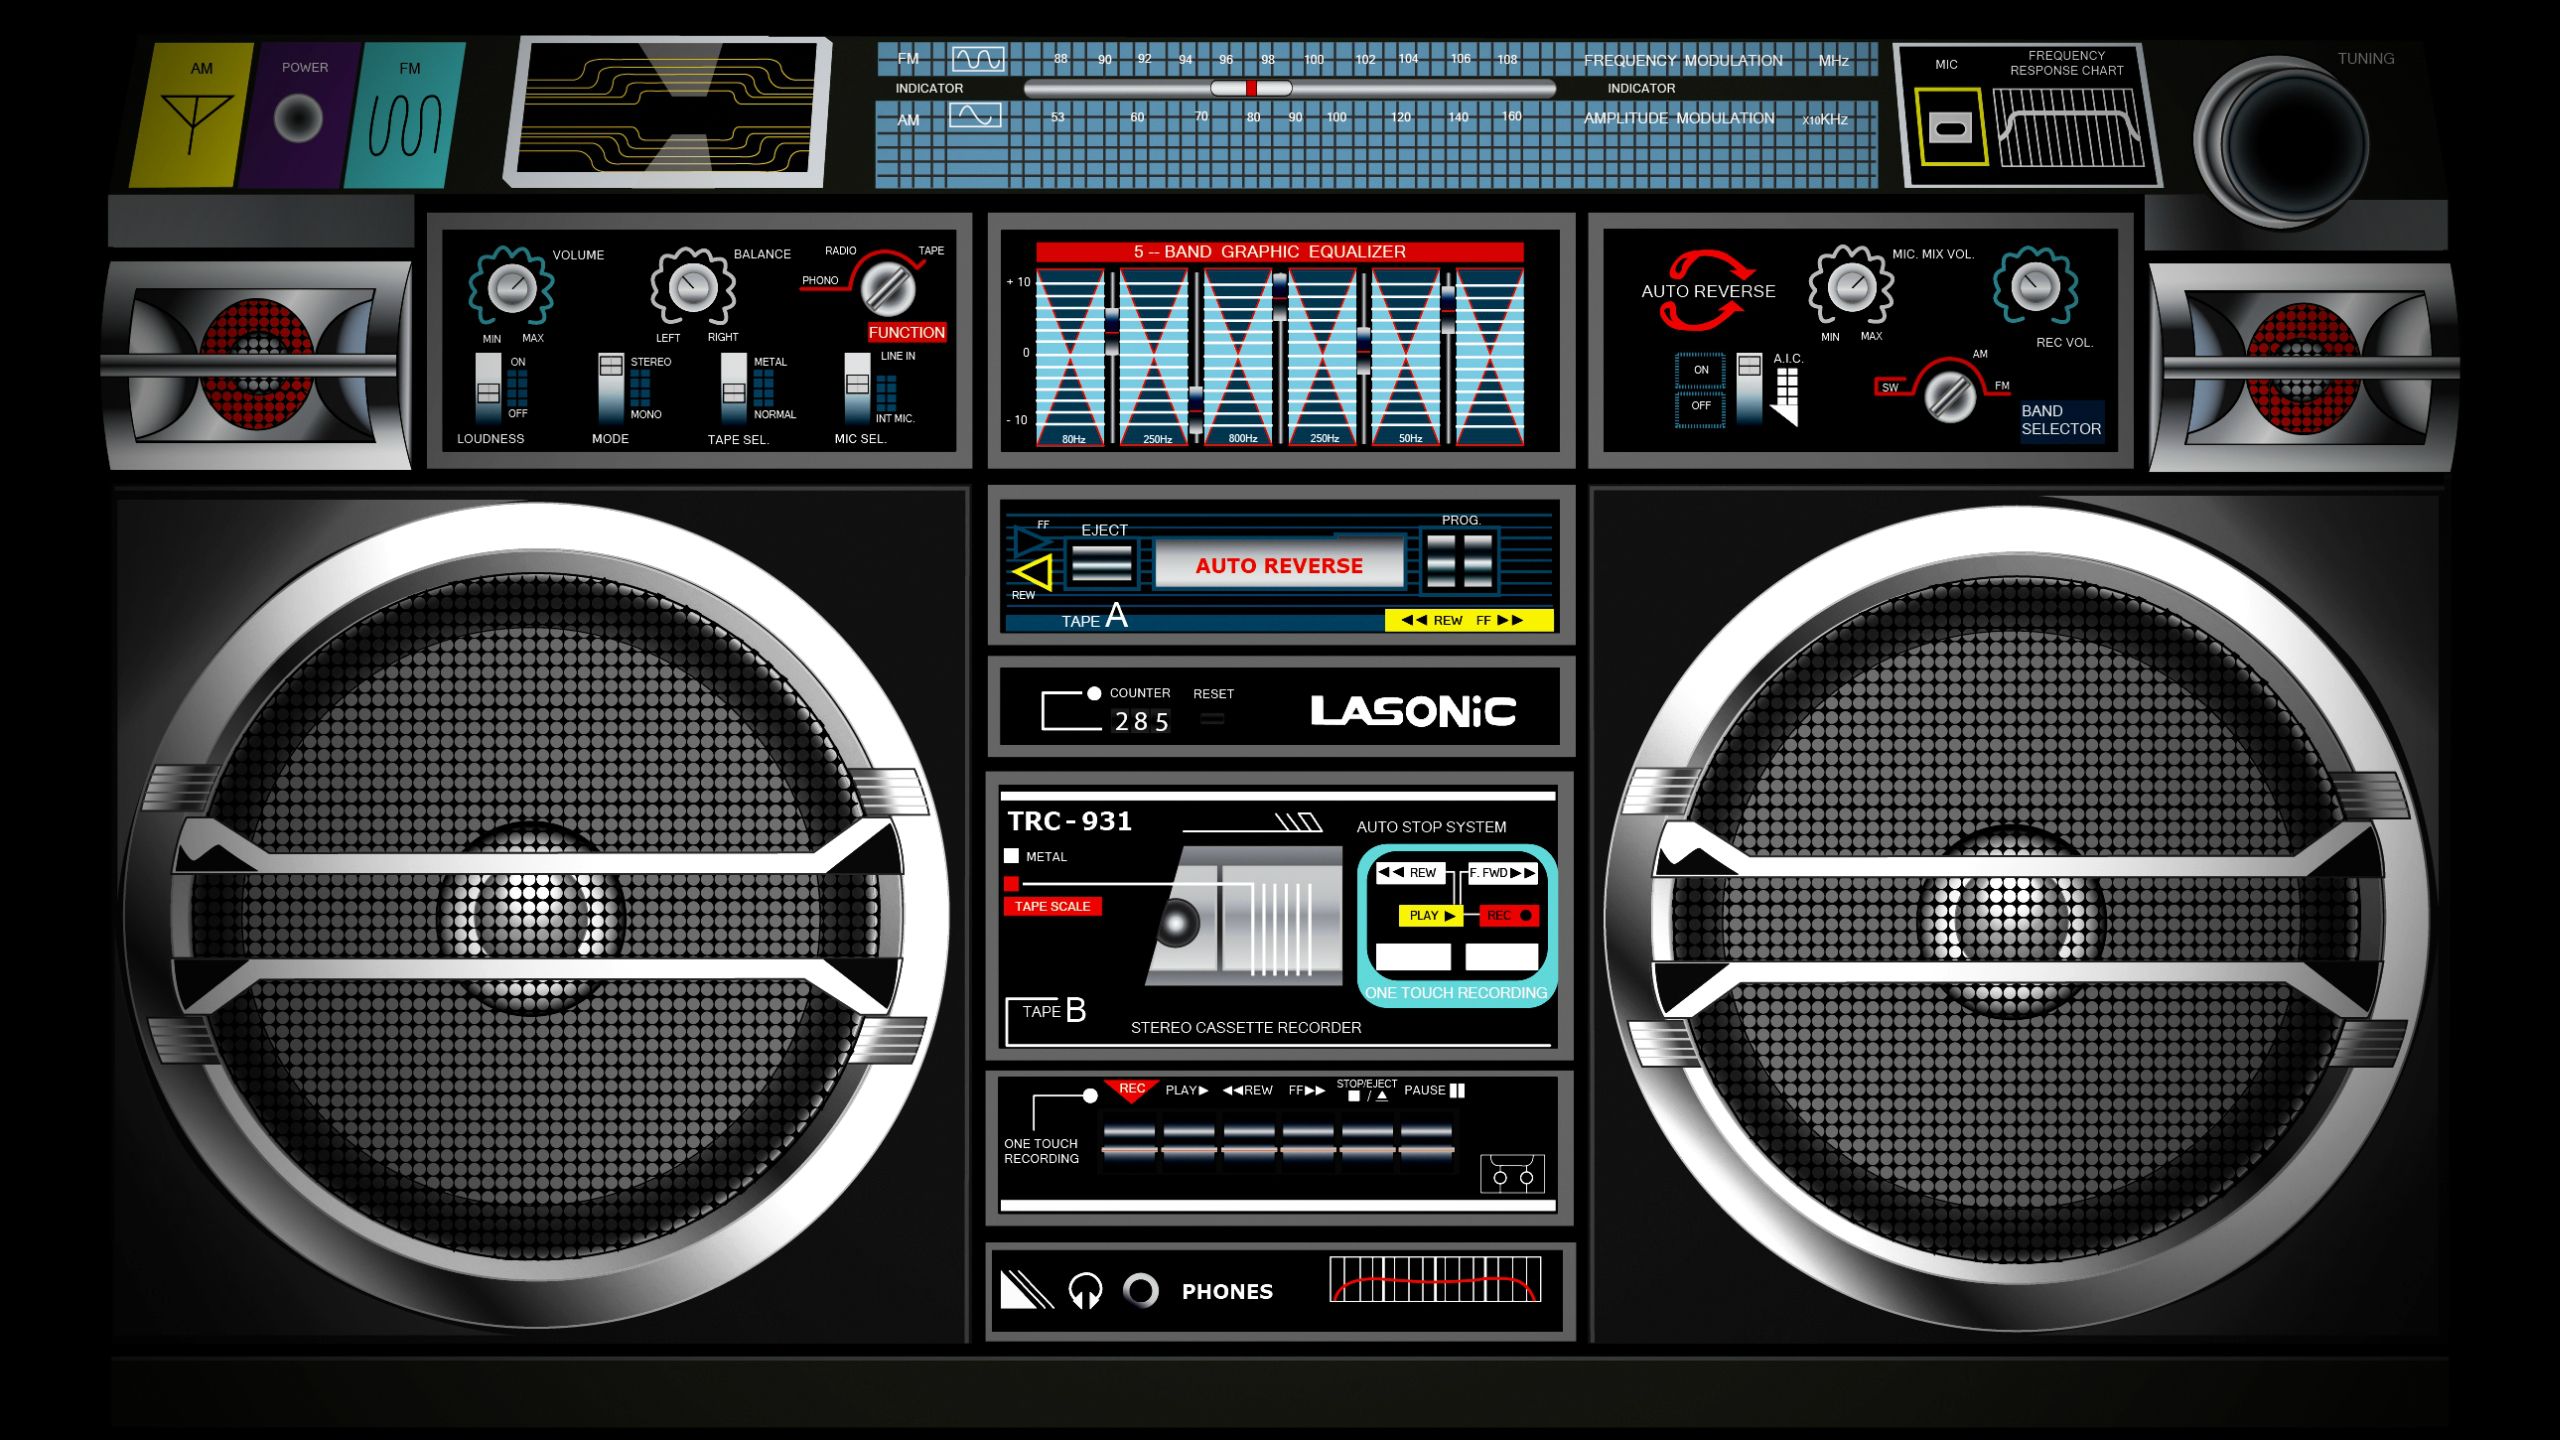 AM
POWER
FM
FM 88 90 92 94 96 98 100 102 104 106 108 FREQUENCY MODULATION MHz
INDICATOR INDICATOR
AM 53 60 70 80 90 100 120 140 160 AMPLITUDE MODULATION X10KHz
MIC
FREQUENCY
RESPONSE CHART
TUNING
VOLUME
MIN MAX
BALANCE
LEFT RIGHT
RADIO TAPE
PHONO
FUNCTION
ON
OFF
LOUDNESS
STEREO
MONO
MODE
METAL
NORMAL
TAPE SEL.
LINE IN
INT MIC.
MIC SEL.
5 -- BAND GRAPHIC EQUALIZER
+ 10
0
- 10
80Hz 250Hz 800Hz 250Hz 50Hz
AUTO REVERSE
MIC. MIX VOL.
MIN MAX
REC VOL.
ON
OFF
A.I.C.
SW AM FM
BAND
SELECTOR
FF
REW
EJECT
AUTO REVERSE
PROG.
TAPE A
REW FF
COUNTER RESET
285
LASONiC
TRC-931
METAL
TAPE SCALE
AUTO STOP SYSTEM
REW F. FWD
PLAY REC
ONE TOUCH RECORDING
TAPE B
STEREO CASSETTE RECORDER
REC PLAY REW FF STOP/EJECT / PAUSE
ONE TOUCH
RECORDING
PHONES